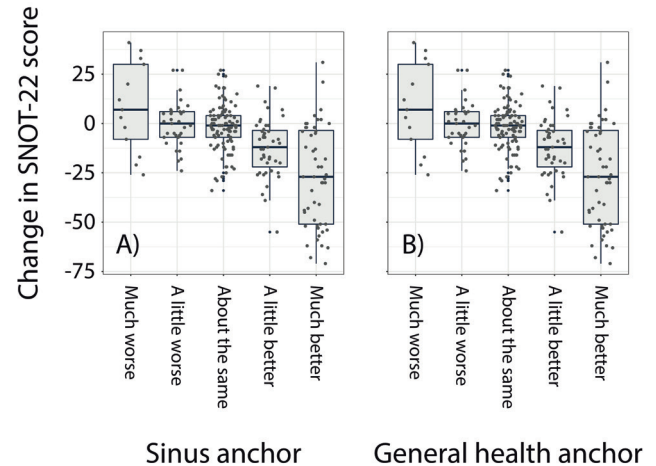 Change in SNOT-22 score
25
0
-25
-50
-75
A)
B)
Much worse
A little worse
About the same
A little better
Much better
Much worse
A little worse
About the same
A little better
Much better
Sinus anchor
General health anchor